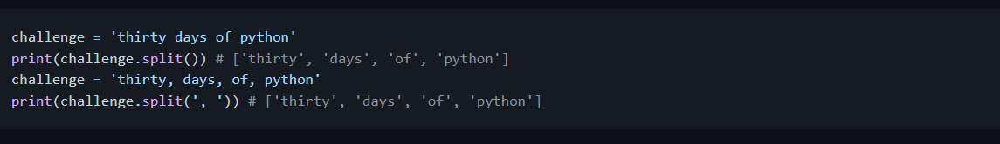 challenge = 'thirty days of python'
print(challenge.split()) # ['thirty', 'days', 'of', 'python']
challenge = 'thirty, days, of, python'
print(challenge.split(', ')) # ['thirty', 'days', 'of', 'python']